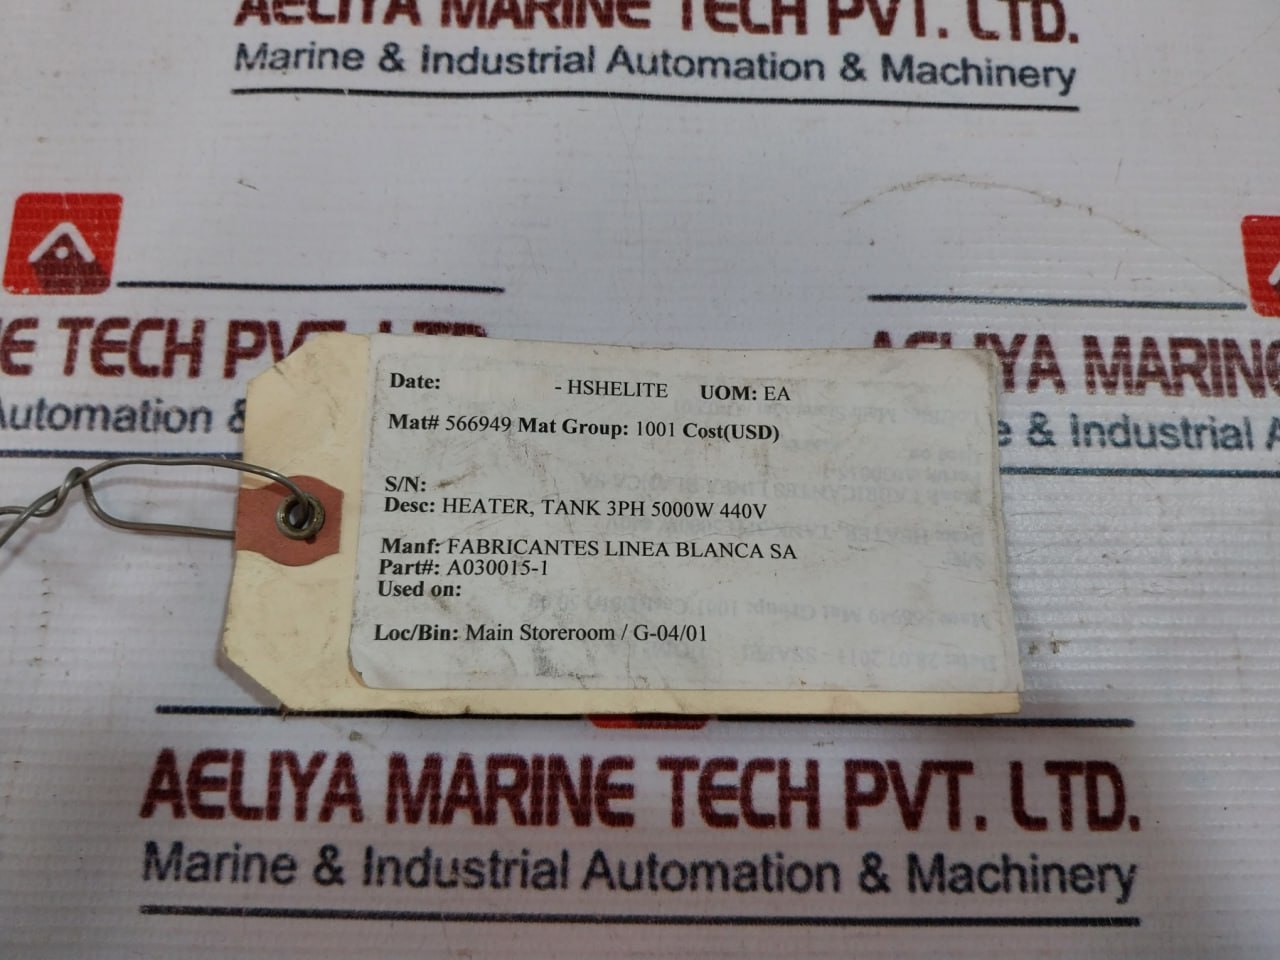 AELIYA MARINE TECH PVT. LTD.
Marine & Industrial Automation & Machinery
E TECH PVT. LTD
Automation &
AELIYA MARINE
e & Industrial A
Date: - HSHELITE UOM: EA
Mat# 566949 Mat Group: 1001 Cost(USD)
S/N:
Desc: HEATER, TANK 3PH 5000W 440V
Manf: FABRICANTES LINEA BLANCA SA
Part#: A030015-1
Used on:
Loc/Bin: Main Storeroom / G-04/01
AELIYA MARINE TECH PVT. LTD.
Marine & Industrial Automation & Machinery